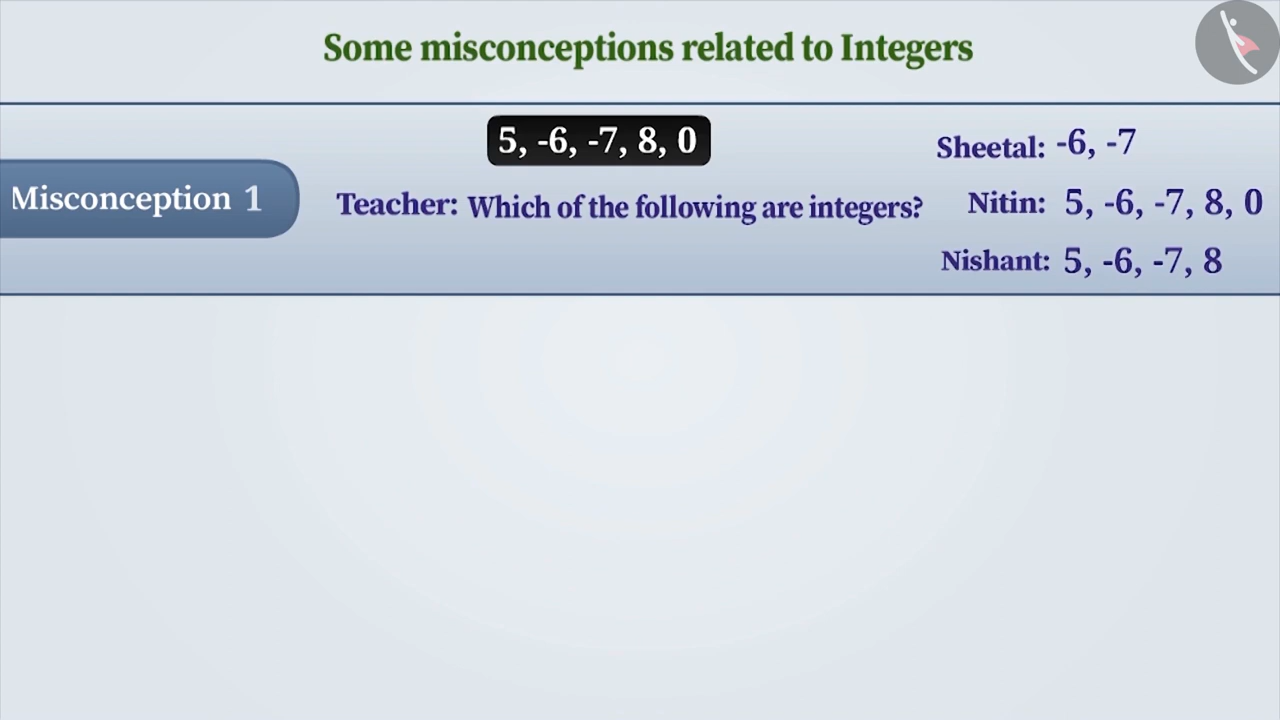 Some misconceptions related to Integers
5, -6, -7, 8, 0
Misconception 1
Teacher: Which of the following are integers?
Sheetal: -6, -7
Nitin: 5, -6, -7, 8, 0
Nishant: 5, -6, -7, 8